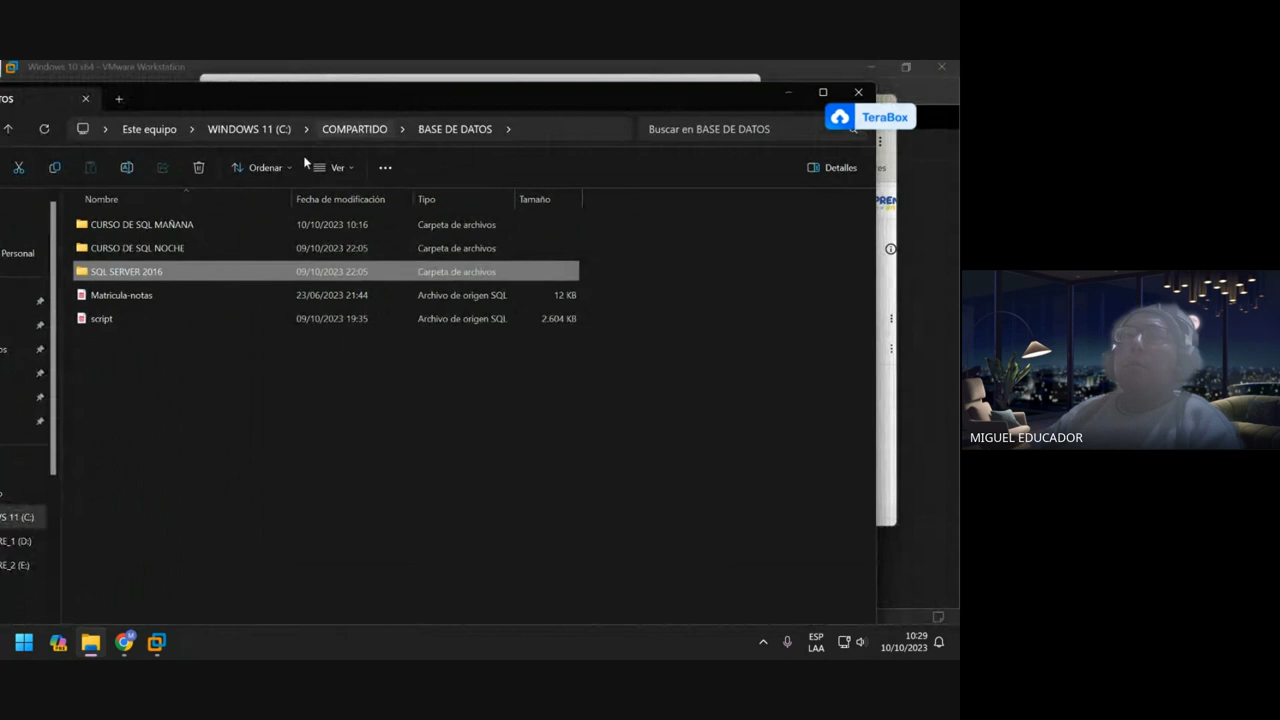 Windows 10 x64 - VMware Workstation
TOS
TeraBox
Este equipo > WINDOWS 11 (C:) > COMPARTIDO > BASE DE DATOS >
Buscar en BASE DE DATOS
Ordenar
Ver
Detalles
es
PREN
Nombre Fecha de modificación Tipo Tamaño
CURSO DE SQL MAÑANA 10/10/2023 10:16 Carpeta de archivos
CURSO DE SQL NOCHE 09/10/2023 22:05 Carpeta de archivos
SQL SERVER 2016 09/10/2023 22:05 Carpeta de archivos
Matricula-notas 23/06/2023 21:44 Archivo de origen SQL 12 KB
script 09/10/2023 19:35 Archivo de origen SQL 2.604 KB
Personal
os
o
WS 11 (C:)
RE_1 (D:)
RE_2 (E:)
MIGUEL EDUCADOR
ESP
LAA
10:29
10/10/2023